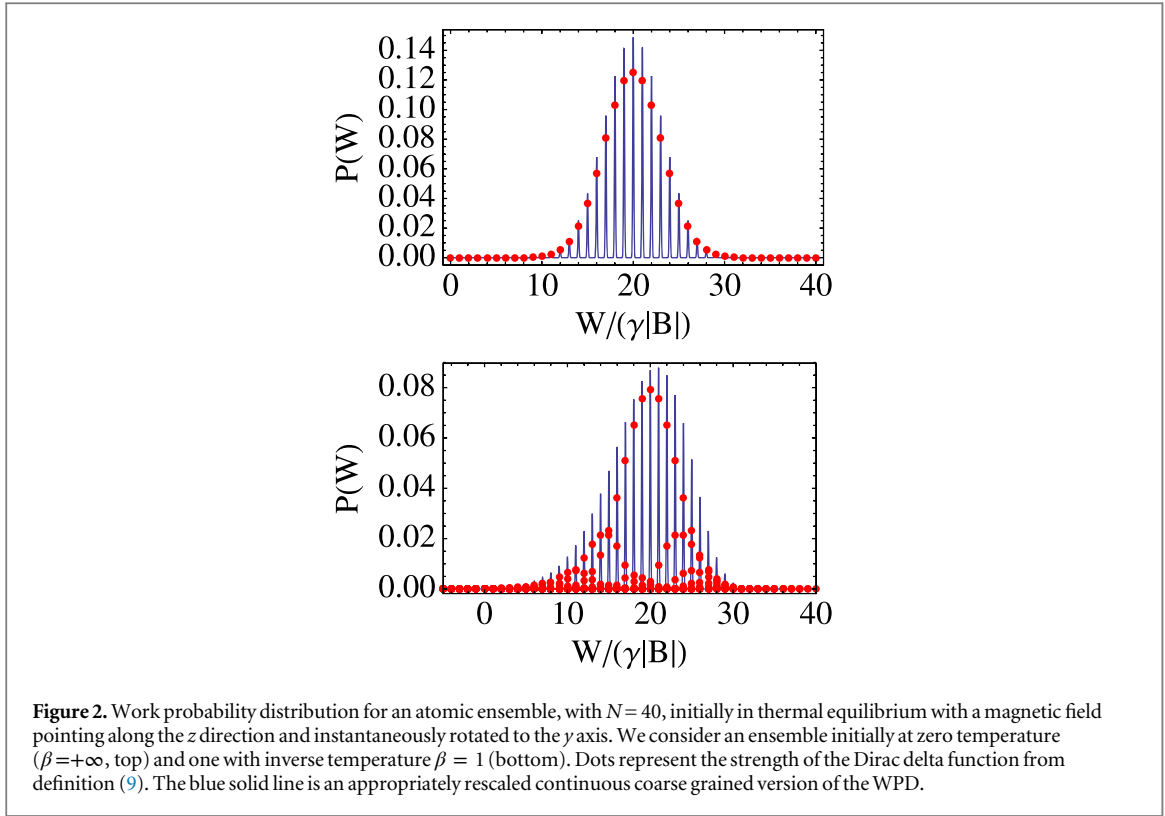 0.14
0.12
0.10
0.08
0.06
0.04
0.02
0.00
P(W)
0 10 20 30 40
W/(γ|B|)
0.08
0.06
0.04
0.02
0.00
P(W)
0 10 20 30 40
W/(γ|B|)
Figure 2. Work probability distribution for an atomic ensemble, with N = 40, initially in thermal equilibrium with a magnetic field
pointing along the z direction and instantaneously rotated to the y axis. We consider an ensemble initially at zero temperature
(β=+∞, top) and one with inverse temperature β = 1 (bottom). Dots represent the strength of the Dirac delta function from
definition (9). The blue solid line is an appropriately rescaled continuous coarse grained version of the WPD.